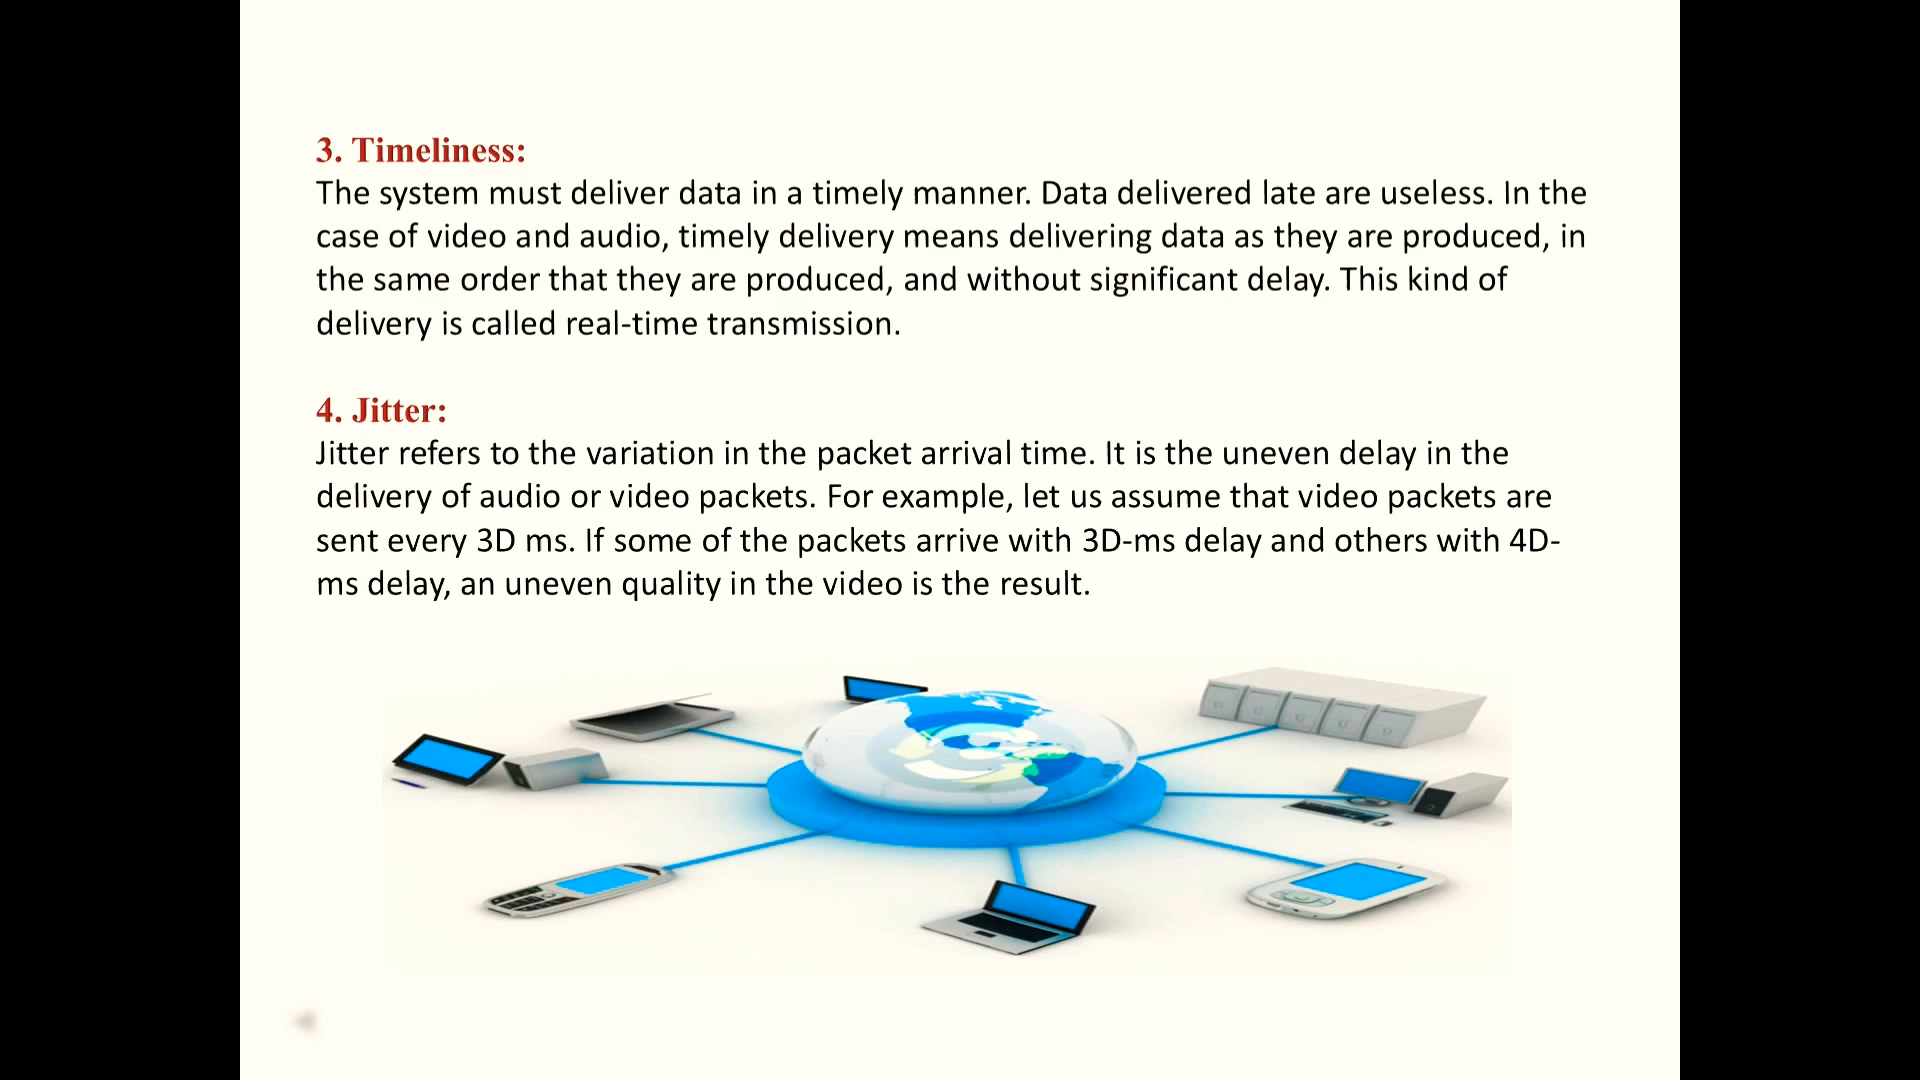 3. Timeliness:
The system must deliver data in a timely manner. Data delivered late are useless. In the
case of video and audio, timely delivery means delivering data as they are produced, in
the same order that they are produced, and without significant delay. This kind of
delivery is called real-time transmission.
4. Jitter:
Jitter refers to the variation in the packet arrival time. It is the uneven delay in the
delivery of audio or video packets. For example, let us assume that video packets are
sent every 3D ms. If some of the packets arrive with 3D-ms delay and others with 4D-
ms delay, an uneven quality in the video is the result.